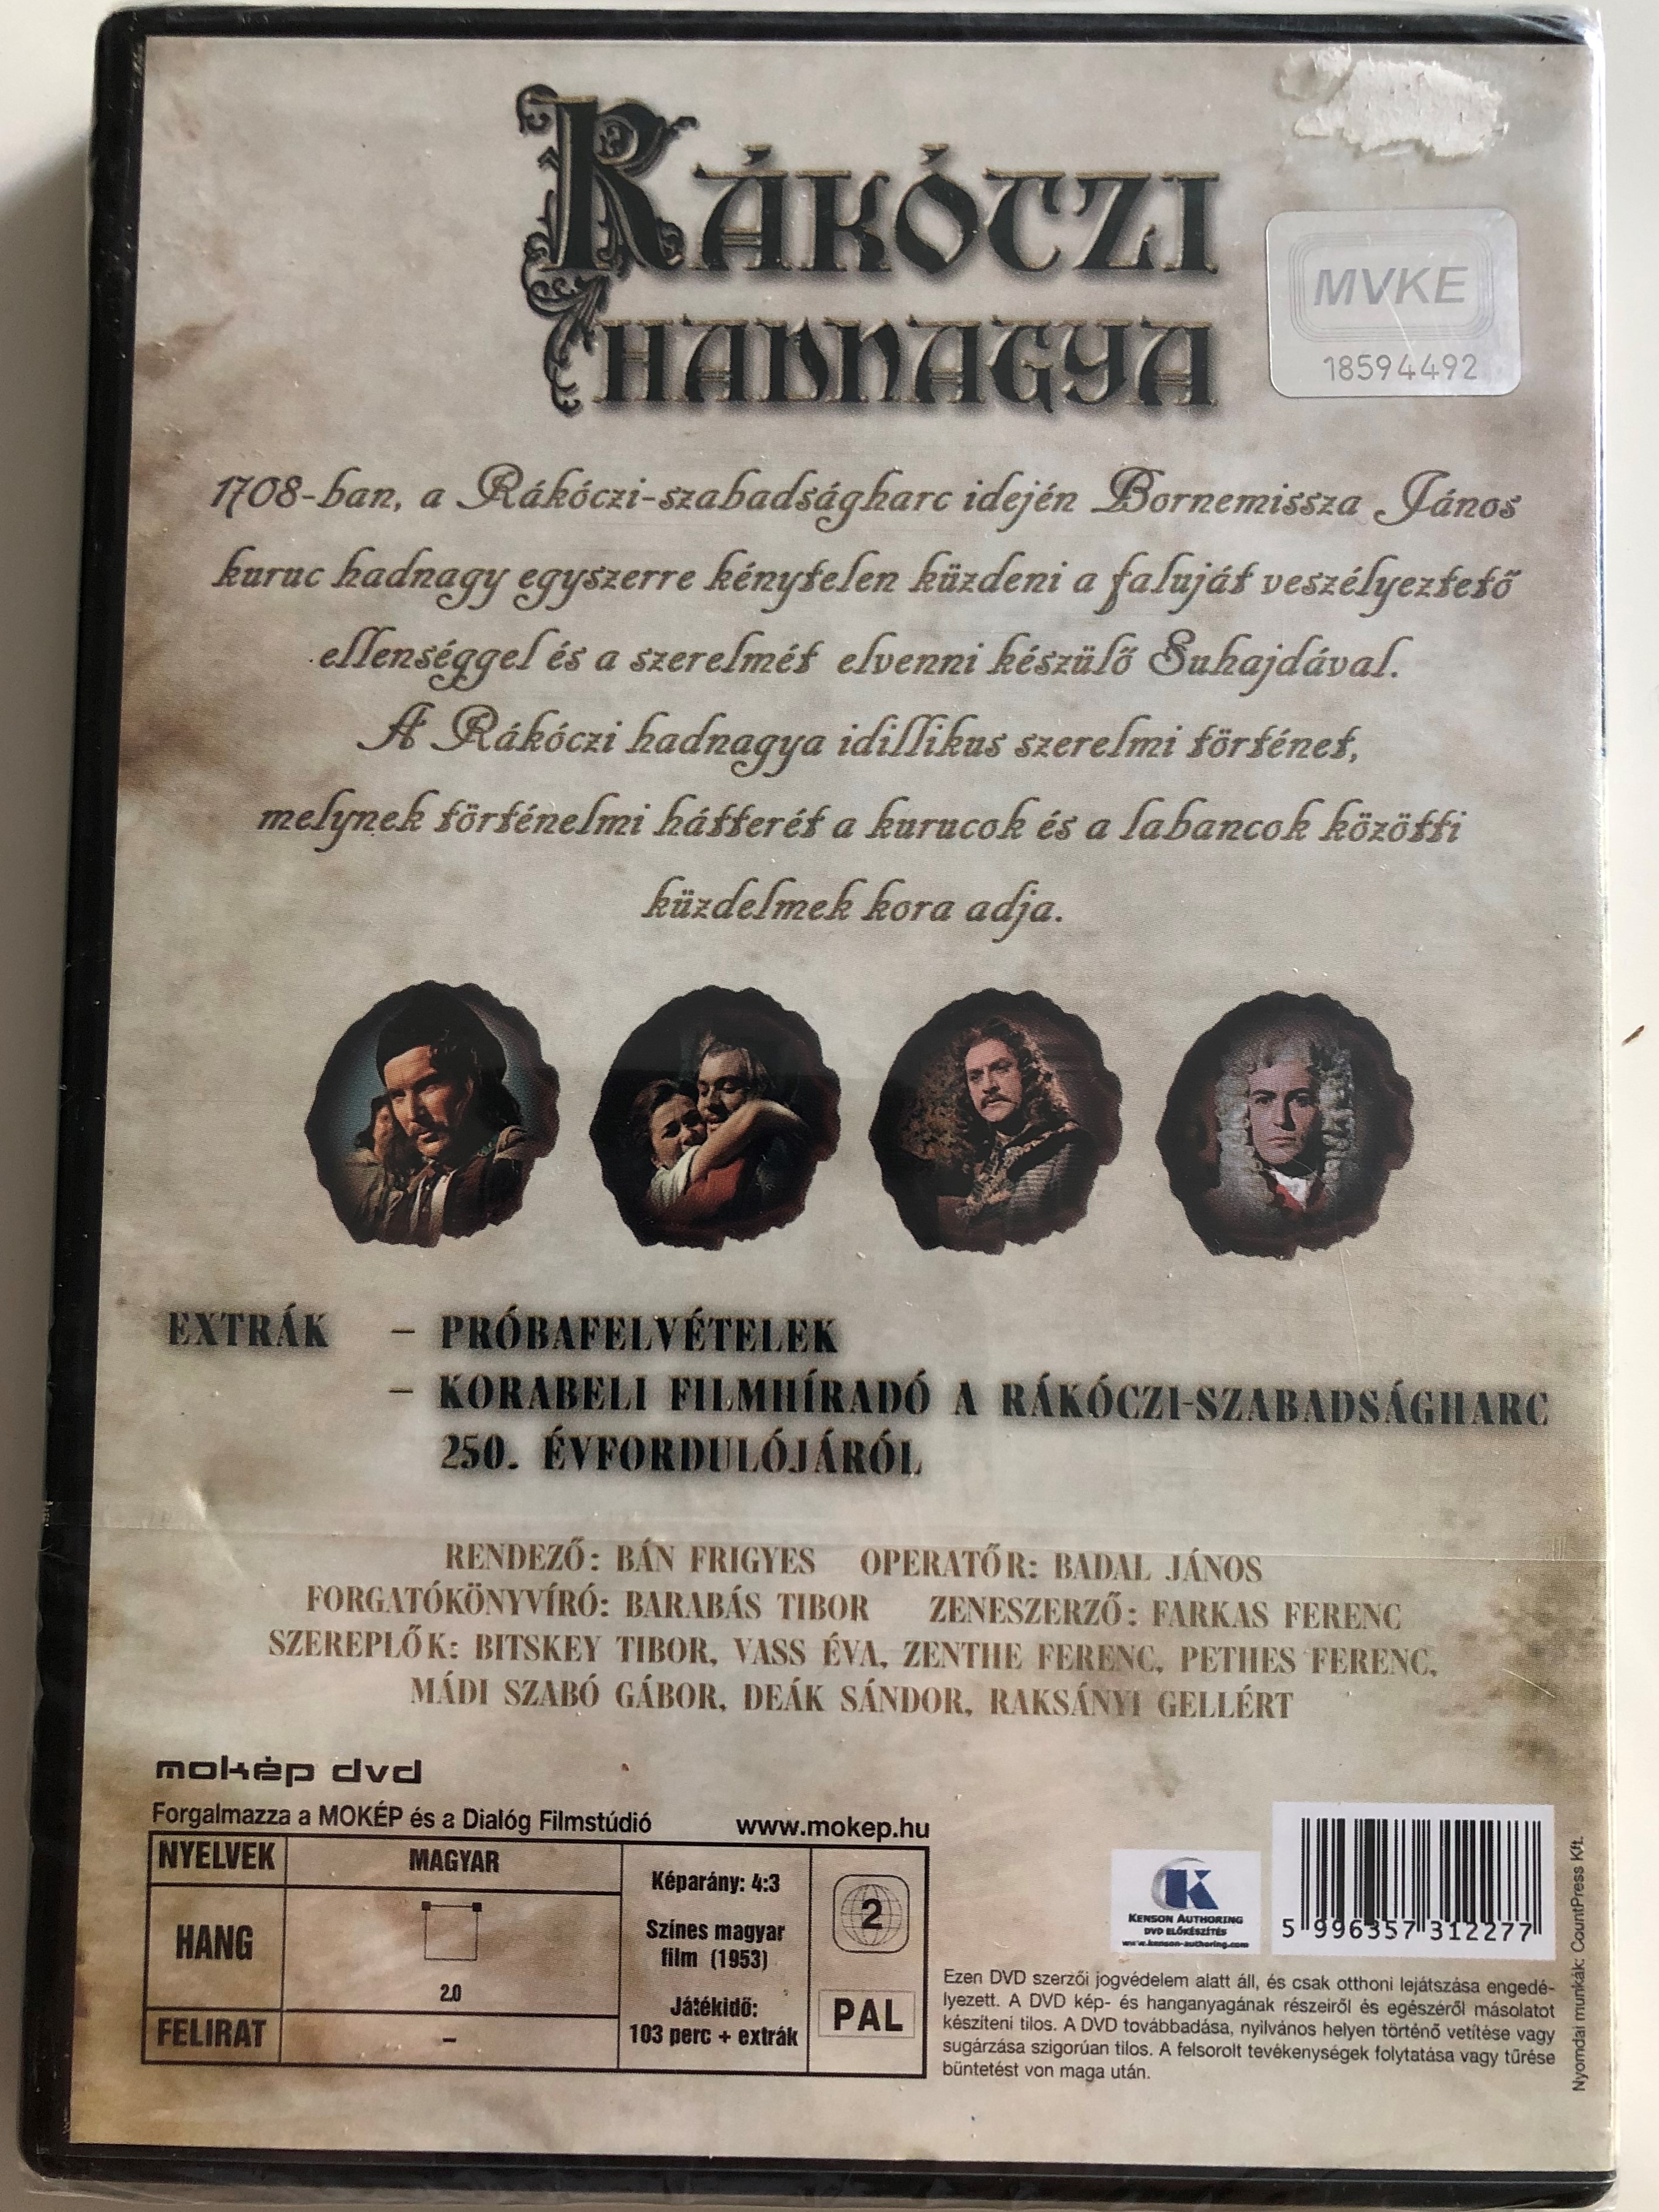 RÁKÓCZI
HADNAGYA
MVKE
18594492
1708-ban, a Rákóczi-szabadságharc idején Bornemissza János
kuruc hadnagy egyszerre kénytelen küzdeni a faluját veszélyeztető
ellenséggel és a szerelmét elvenni készülő Suhajdával.
A Rákóczi hadnagya idillikus szerelmi történet,
melynek történelmi hátterét a kurucok és a labancok közötti
küzdelmek kora adja.
EXTRÁK – PRÓBAFELVÉTELEK
– KORABELI FILMHÍRADÓ A RÁKÓCZI-SZABADSÁGHARC
250. ÉVFORDULÓJÁRÓL
RENDEZŐ: BÁN FRIGYES OPERATŐR: BADAL JÁNOS
FORGATÓKÖNYVÍRÓ: BARABÁS TIBOR ZENESZERZŐ: FARKAS FERENC
SZEREPLŐK: BITSKEY TIBOR, VASS ÉVA, ZENTHE FERENC, PETHES FERENC,
MÁDI SZABÓ GÁBOR, DEÁK SÁNDOR, RAKSÁNYI GELLÉRT
mokép dvd
Forgalmazza a MOKÉP és a Dialóg Filmstúdió www.mokep.hu
NYELVEK MAGYAR
HANG
2.0
FELIRAT –
Képarány: 4:3
Színes magyar
film (1953)
Játékidő:
103 perc + extrák
2
PAL
K
KENSON AUTHORING
DVD ELŐKÉSZÍTÉS
www.kenson-authoring.com
5 996357 312277
Ezen DVD szerzői jogvédelem alatt áll, és csak otthoni lejátszása engedé-
lyezett. A DVD kép- és hanganyagának részeiről és egészéről másolatot
készíteni tilos. A DVD továbbadása, nyilvános helyen történő vetítése vagy
sugárzása szigorúan tilos. A felsorolt tevékenységek folytatása vagy tűrése
büntetést von maga után.
Nyomdai munkák: CountPress Kft.